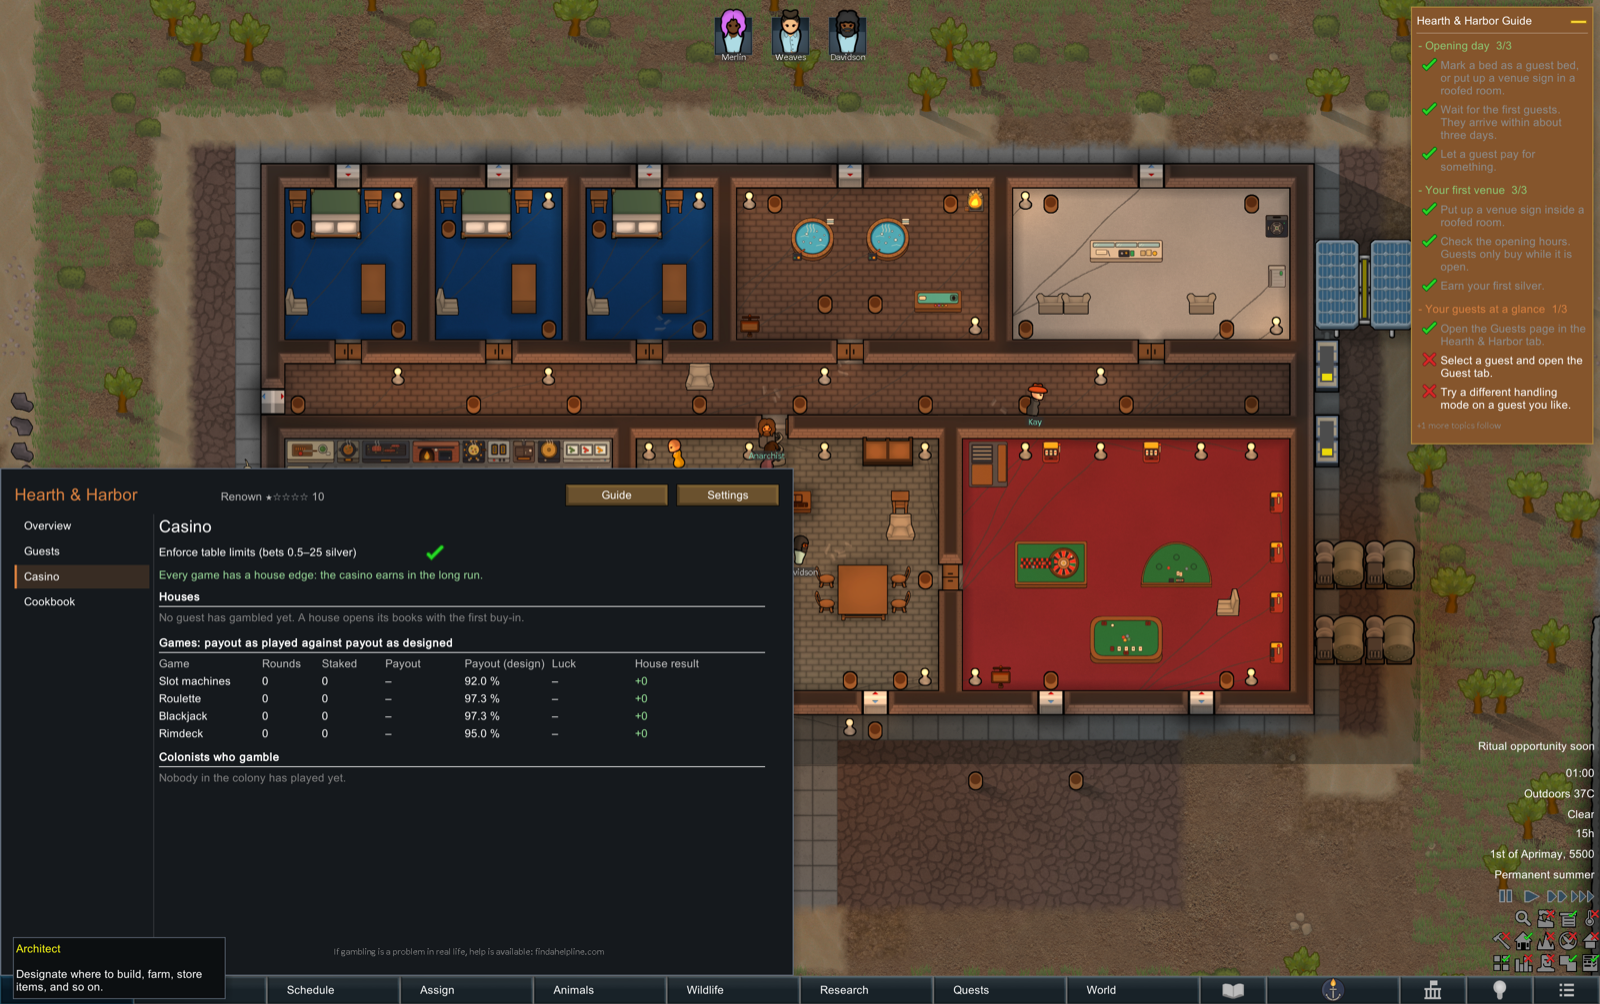 Merlin
Weaves
Davidson
Hearth & Harbor Guide
- Opening day 3/3
Mark a bed as a guest bed,
or put up a venue sign in a
roofed room.
Wait for the first guests.
They arrive within about
three days.
Let a guest pay for
something.
- Your first venue 3/3
Put up a venue sign inside a
roofed room.
Check the opening hours.
Guests only buy while it is
open.
Earn your first silver.
- Your guests at a glance 1/3
Open the Guests page in the
Hearth & Harbor tab.
Select a guest and open the
Guest tab.
Try a different handling
mode on a guest you like.
+1 more topics follow
Kay
Anarchist
vidson
Hearth & Harbor
Renown ★☆☆☆☆ 10
Guide
Settings
Overview
Guests
Casino
Cookbook
Casino
Enforce table limits (bets 0.5–25 silver)
Every game has a house edge: the casino earns in the long run.
Houses
No guest has gambled yet. A house opens its books with the first buy-in.
Games: payout as played against payout as designed
Game Rounds Staked Payout Payout (design) Luck House result
Slot machines 0 0 – 92.0 % – +0
Roulette 0 0 – 97.3 % – +0
Blackjack 0 0 – 97.3 % – +0
Rimdeck 0 0 – 95.0 % – +0
Colonists who gamble
Nobody in the colony has played yet.
If gambling is a problem in real life, help is available: findahelpline.com
Architect
Designate where to build, farm, store
items, and so on.
Ritual opportunity soon
01:00
Outdoors 37C
Clear
15h
1st of Aprimay, 5500
Permanent summer
Schedule
Assign
Animals
Wildlife
Research
Quests
World